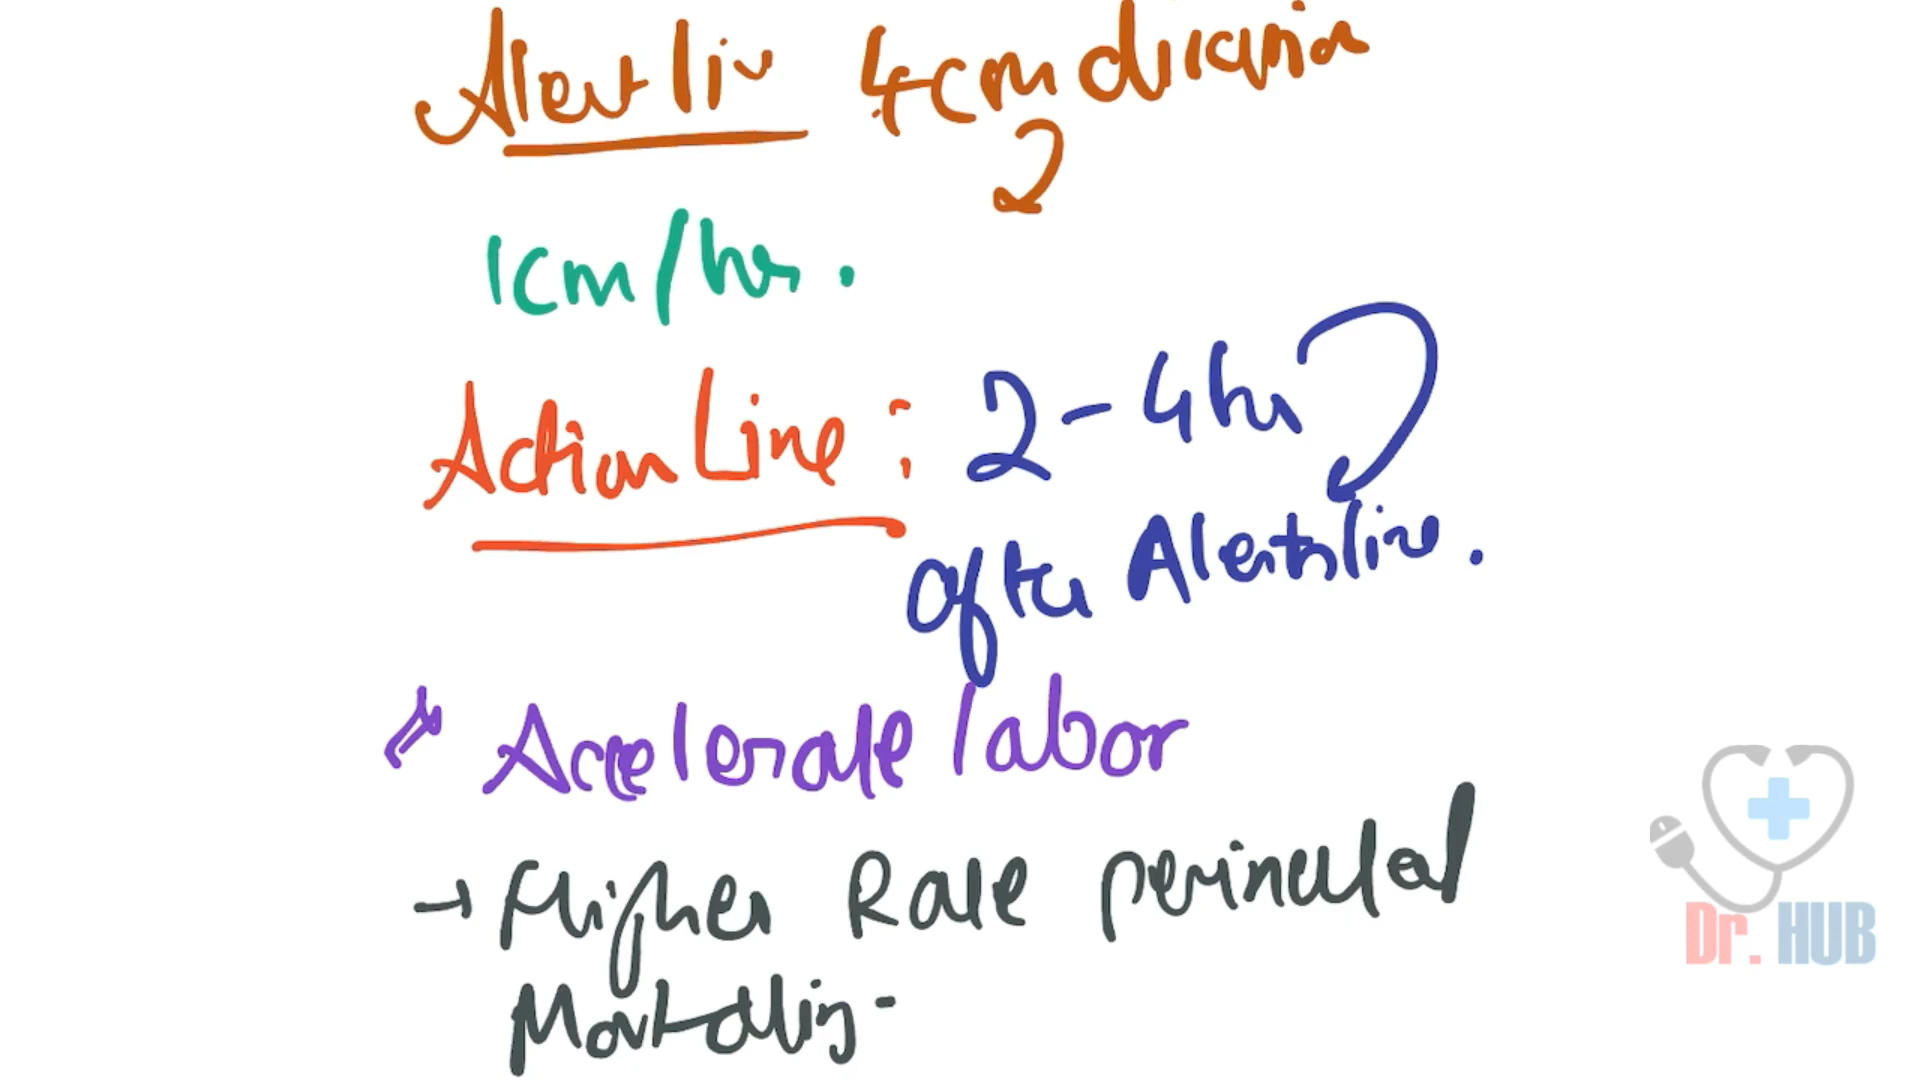 Alert line 4cm dilatation
1cm/hr.
Action Line: 2-4hr
after Alert line.
* Accelerate labor
→ Higher Rate perinatal
Mortality -
Dr. HUB